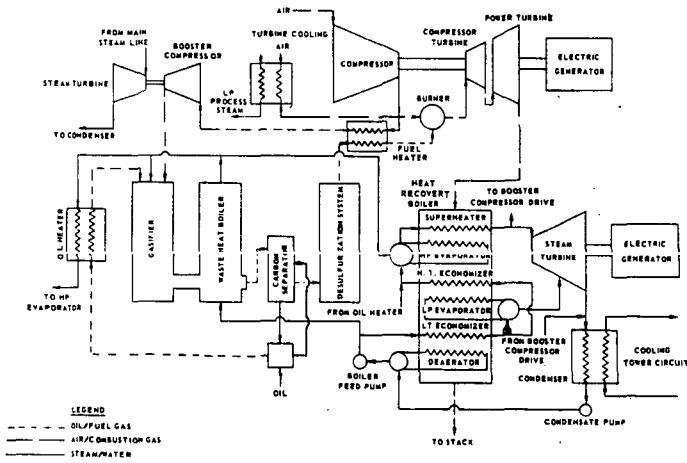 AIR
FROM MAIN
STEAM LINE
BOOSTER
COMPRESSOR
TURBINE COOLING
AIR
COMPRESSOR
COMPRESSOR
TURBINE
POWER TURBINE
ELECTRIC
GENERATOR
STEAM TURBINE
LP
PROCESS
STEAM
BURNER
TO CONDENSER
FUEL
HEATER
HEAT
RECOVERY
BOILER
TO BOOSTER
COMPRESSOR DRIVE
OIL HEATER
GASIFIER
WASTE HEAT BOILER
CARBON
SEPARATOR
DESULFURIZATION SYSTEM
SUPERHEATER
HP EVAPORATOR
H.T. ECONOMIZER
STEAM
TURBINE
ELECTRIC
GENERATOR
TO HP
EVAPORATOR
FROM OIL HEATER
LP EVAPORATOR
LT ECONOMIZER
DEAERATOR
FROM BOOSTER
COMPRESSOR
DRIVE
CONDENSER
COOLING
TOWER CIRCUIT
OIL
BOILER
FEED PUMP
CONDENSATE PUMP
TO STACK
LEGEND
OIL/FUEL GAS
AIR/COMBUSTION GAS
STEAM/WATER